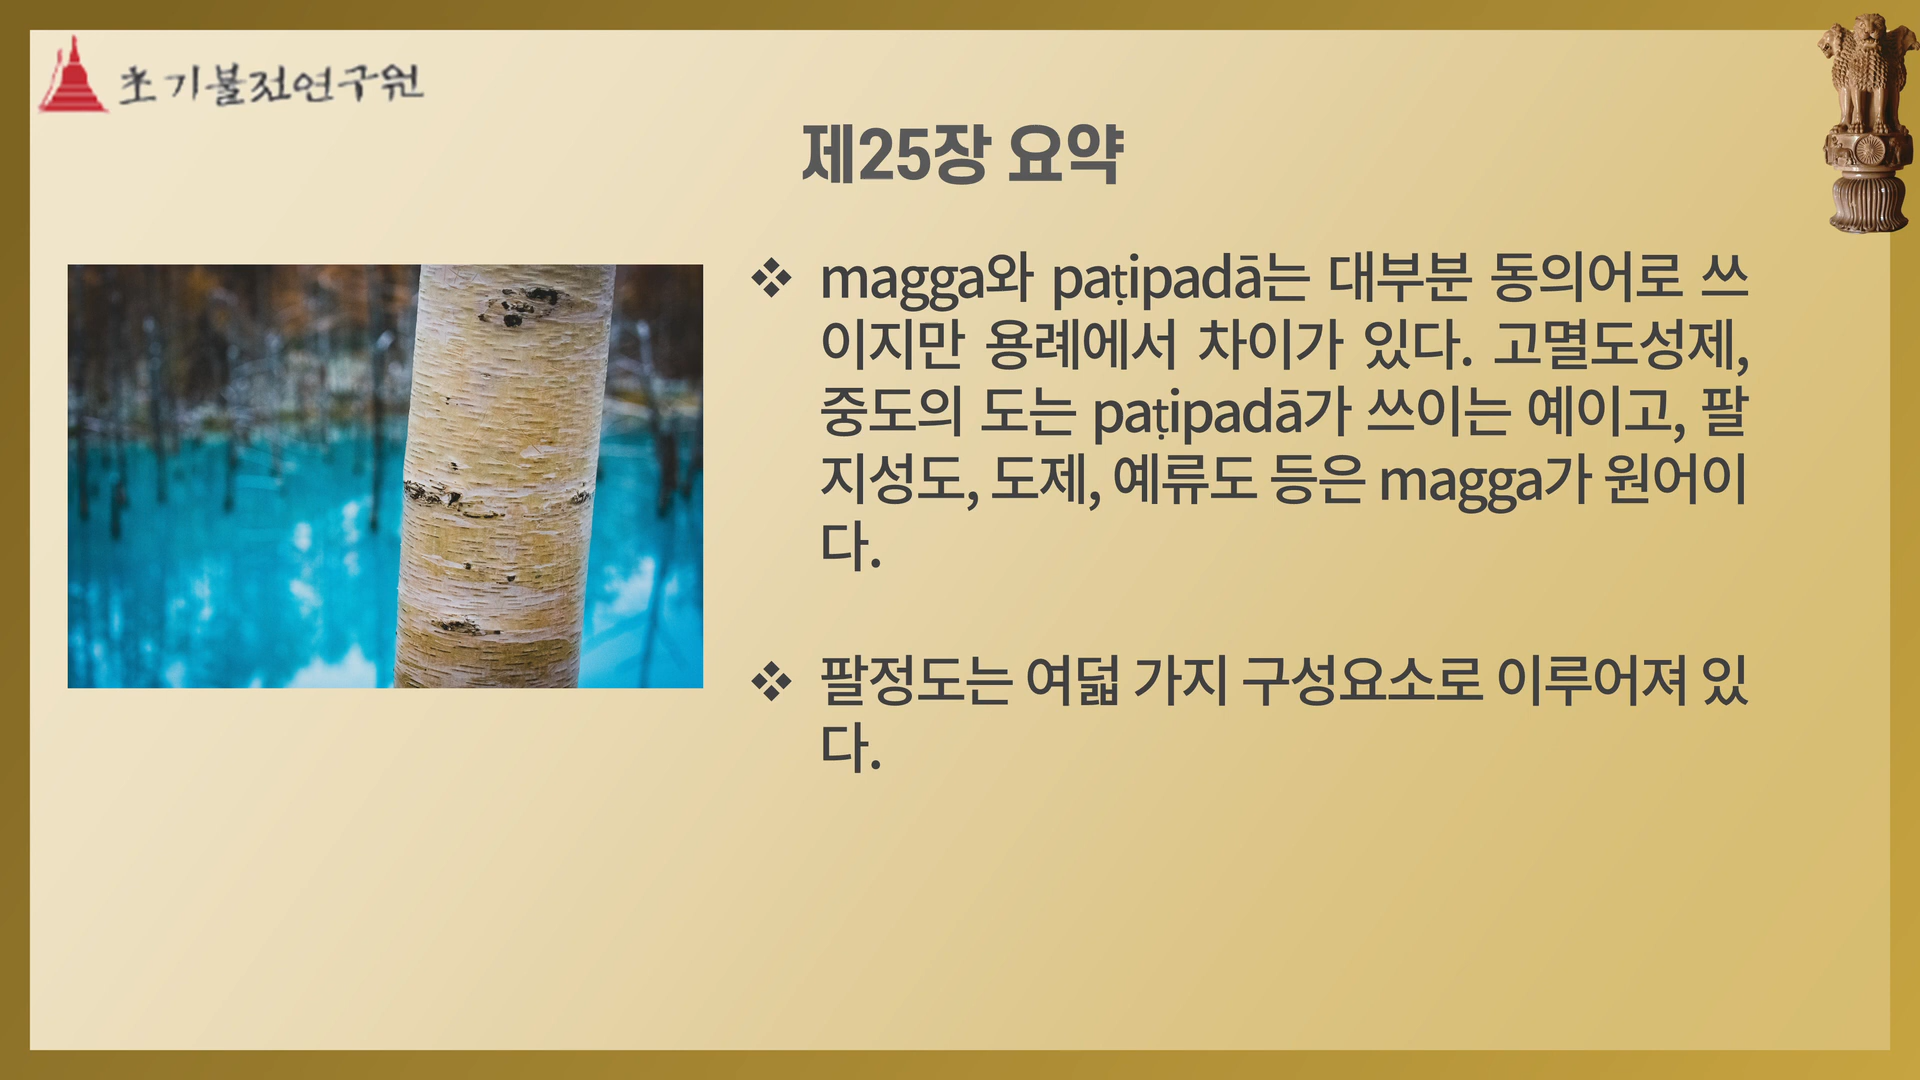 초기불전연구원
제25장 요약
❖ magga와 paṭipadā는 대부분 동의어로 쓰
이지만 용례에서 차이가 있다. 고멸도성제,
중도의 도는 paṭipadā가 쓰이는 예이고, 팔
지성도, 도제, 예류도 등은 magga가 원어이
다.
❖ 팔정도는 여덟 가지 구성요소로 이루어져 있
다.